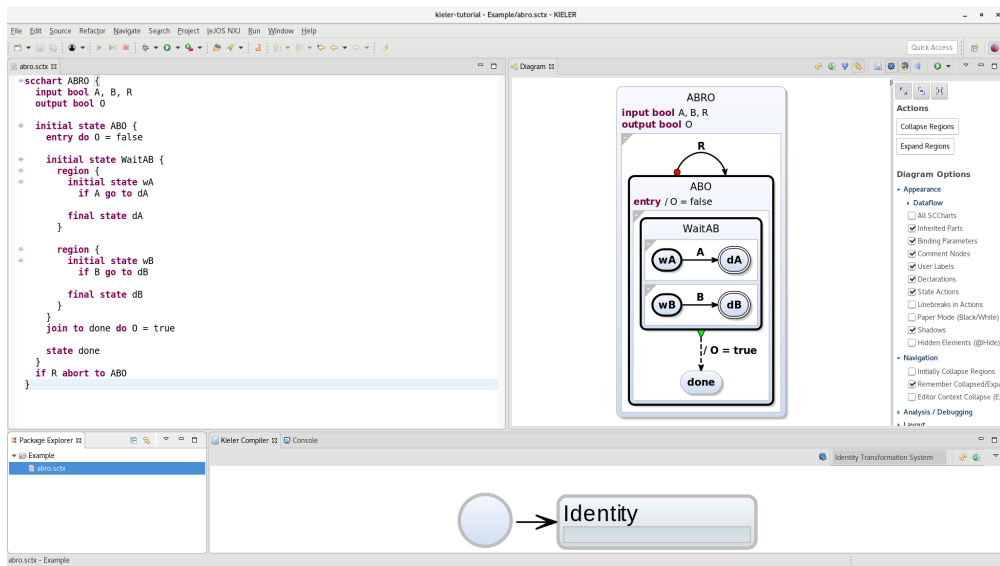 kieler-tutorial - Example/abro.sctx - KIELER
File Edit Source Refactor Navigate Search Project leJOS NXJ Run Window Help
Quick Access
abro.sctx
scchart ABRO {
input bool A, B, R
output bool O
initial state ABO {
entry do O = false
initial state WaitAB {
region {
initial state wA
if A go to dA
final state dA
}
region {
initial state wB
if B go to dB
final state dB
}
}
join to done do O = true
state done
}
if R abort to ABO
}
Diagram
ABRO
input bool A, B, R
output bool O
R
ABO
entry / O = false
WaitAB
wA
A
dA
wB
B
dB
/ O = true
done
Actions
Collapse Regions
Expand Regions
Diagram Options
Appearance
Dataflow
All SCCharts
Inherited Parts
Binding Parameters
Comment Nodes
User Labels
Declarations
State Actions
Linebreaks in Actions
Paper Mode (Black/White)
Shadows
Hidden Elements (@Hide)
Navigation
Initially Collapse Regions
Remember Collapsed/Expa
Editor Context Collapse (E
Analysis / Debugging
Layout
Package Explorer
Example
abro.sctx
Kieler Compiler
Console
Identity Transformation System
Identity
abro.sctx - Example